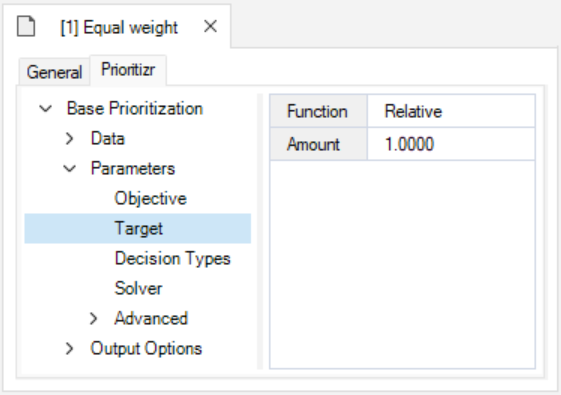 [1] Equal weight
General Prioritizr
Base Prioritization
Function Relative
Data
Amount 1.0000
Parameters
Objective
Target
Decision Types
Solver
Advanced
Output Options